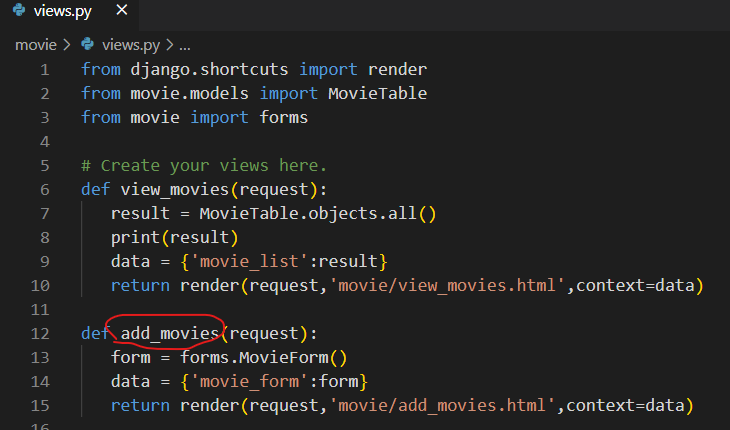 views.py
movie > views.py > ...
1 from django.shortcuts import render
2 from movie.models import MovieTable
3 from movie import forms
4
5 # Create your views here.
6 def view_movies(request):
7    result = MovieTable.objects.all()
8    print(result)
9    data = {'movie_list':result}
10    return render(request,'movie/view_movies.html',context=data)
11
12 def add_movies(request):
13    form = forms.MovieForm()
14    data = {'movie_form':form}
15    return render(request,'movie/add_movies.html',context=data)
16